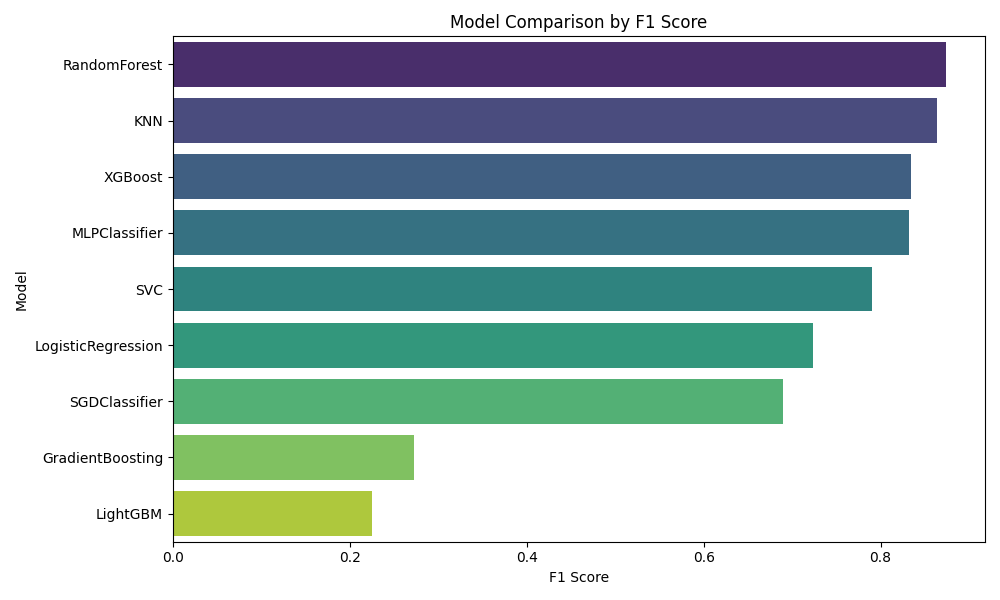 Model Comparison by F1 Score
RandomForest
KNN
XGBoost
MLPClassifier
SVC
LogisticRegression
SGDClassifier
GradientBoosting
LightGBM
Model
0.0 0.2 0.4 0.6 0.8
F1 Score